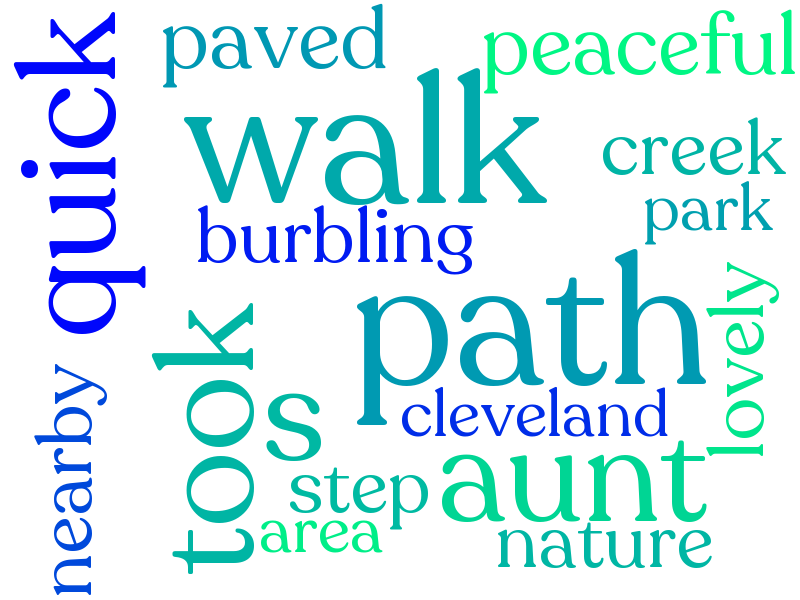 paved
peaceful
quick
walk
creek
park
burbling
path
lovely
took
s
cleveland
nearby
aunt
step
area
nature